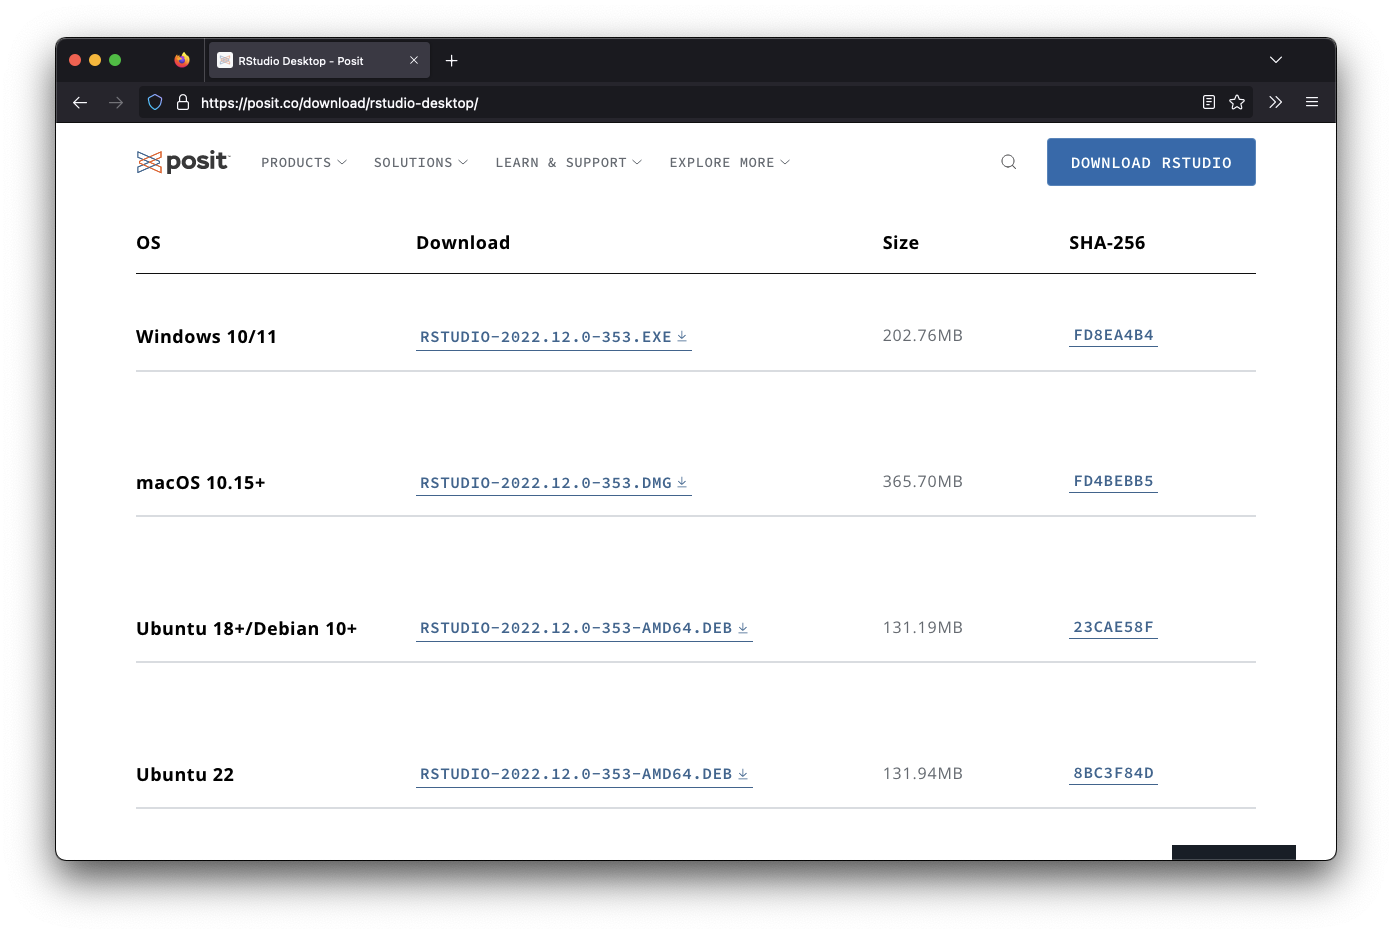 RStudio Desktop - Posit
https://posit.co/download/rstudio-desktop/
posit PRODUCTS SOLUTIONS LEARN & SUPPORT EXPLORE MORE DOWNLOAD RSTUDIO
OS Download Size SHA-256
Windows 10/11 RSTUDIO-2022.12.0-353.EXE 202.76MB FD8EA4B4
macOS 10.15+ RSTUDIO-2022.12.0-353.DMG 365.70MB FD4BEBB5
Ubuntu 18+/Debian 10+ RSTUDIO-2022.12.0-353-AMD64.DEB 131.19MB 23CAE58F
Ubuntu 22 RSTUDIO-2022.12.0-353-AMD64.DEB 131.94MB 8BC3F84D